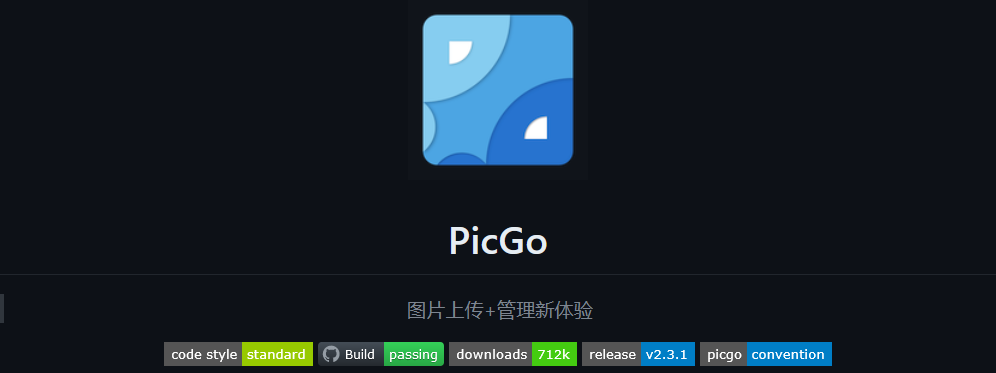 PicGo
图片上传+管理新体验
code style standard Build passing downloads 712k release v2.3.1 picgo convention